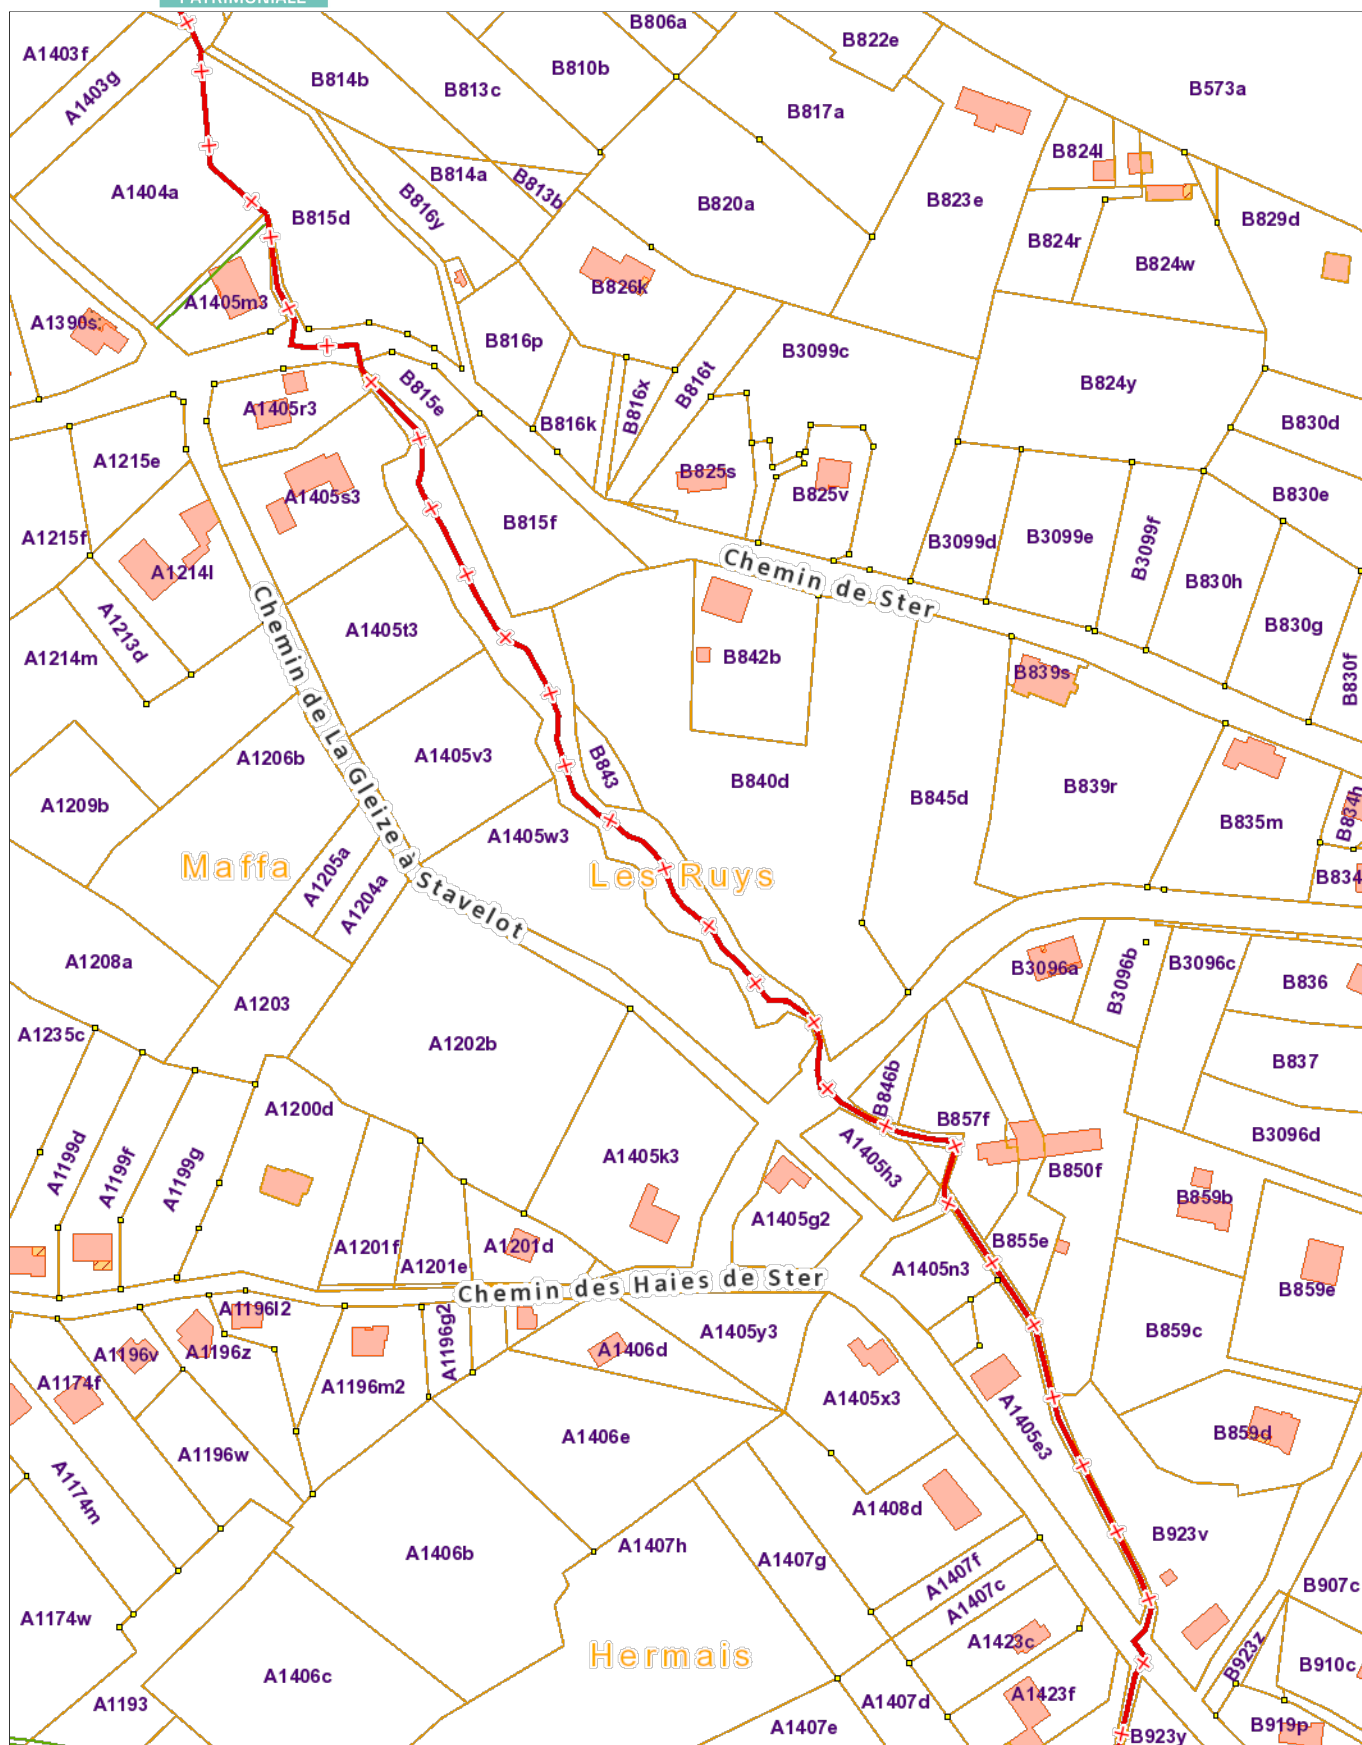 PATRIMONIALE
B806a
B822e
A1403f
B810b
B814b
B813c
B573a
A1403g
B817a
B824l
B814a
B813b
A1404a
B816y
B820a
B823e
B815d
B829d
B824r
B824w
B826k
A1405m3
A1390s
B816p
B3099c
B816t
B824y
B815e
B816x
A1405r3
B816k
B830d
A1215e
B825s
A1405s3
B825v
B830e
B815f
A1215f
B3099d
B3099e
B3099f
A1214l
Chemin de Ster
B830h
A1213d
A1405t3
B830g
A1214m
B842b
B839s
B830f
Chemin de La Gleize à Stavelot
A1206b
A1405v3
B843
B840d
B839r
A1209b
B845d
B834h
B835m
A1405w3
Maffa
Les Ruys
A1205a
A1204a
B834
A1208a
B3096a
B3096b
B3096c
B836
A1203
A1235c
A1202b
B837
B846b
A1200d
B857f
B3096d
A1199d
A1199f
A1199g
A1405k3
A1405h3
B850f
B859b
A1405g2
A1201f
A1201d
B855e
A1201e
A1405n3
Chemin des Haies de Ster
B859e
A1196l2
A1196g2
A1405y3
B859c
A1196v
A1196z
A1406d
A1174f
A1196m2
A1405x3
A1405e3
B859d
A1406e
A1196w
A1174m
A1408d
B923v
A1406b
A1407h
A1407g
A1407f
A1407c
B907c
A1174w
A1423c
Hermais
B923z
B910c
A1406c
A1423f
A1193
A1407d
A1407e
B919p
B923y